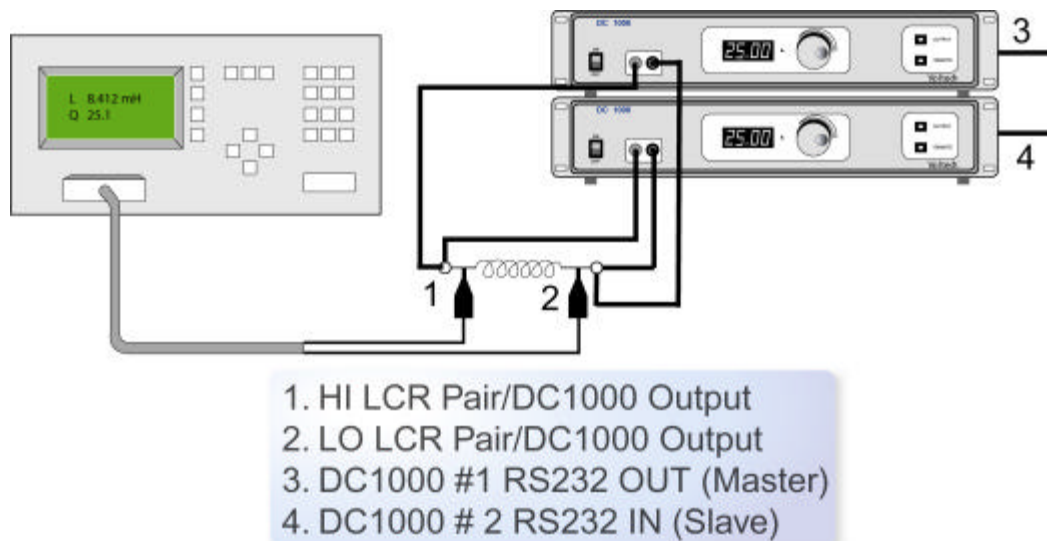 DC 1000
25.00
3
Voltech
L 8.412 mH
Q 25.1
DC 1000
25.00
4
Voltech
1
2
1. HI LCR Pair/DC1000 Output
2. LO LCR Pair/DC1000 Output
3. DC1000 #1 RS232 OUT (Master)
4. DC1000 # 2 RS232 IN (Slave)